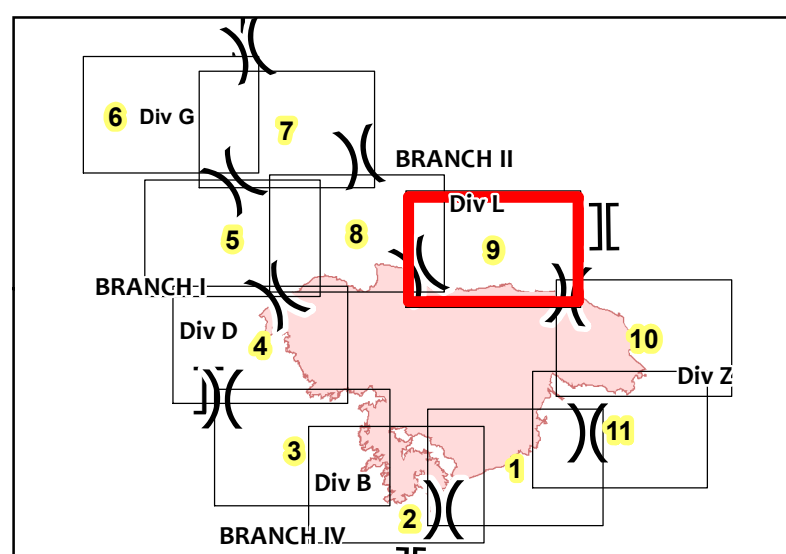 6
Div G
7
BRANCH II
Div L
5
8
9
BRANCH I
Div D
4
10
Div Z
3
11
1
Div B
2
BRANCH IV